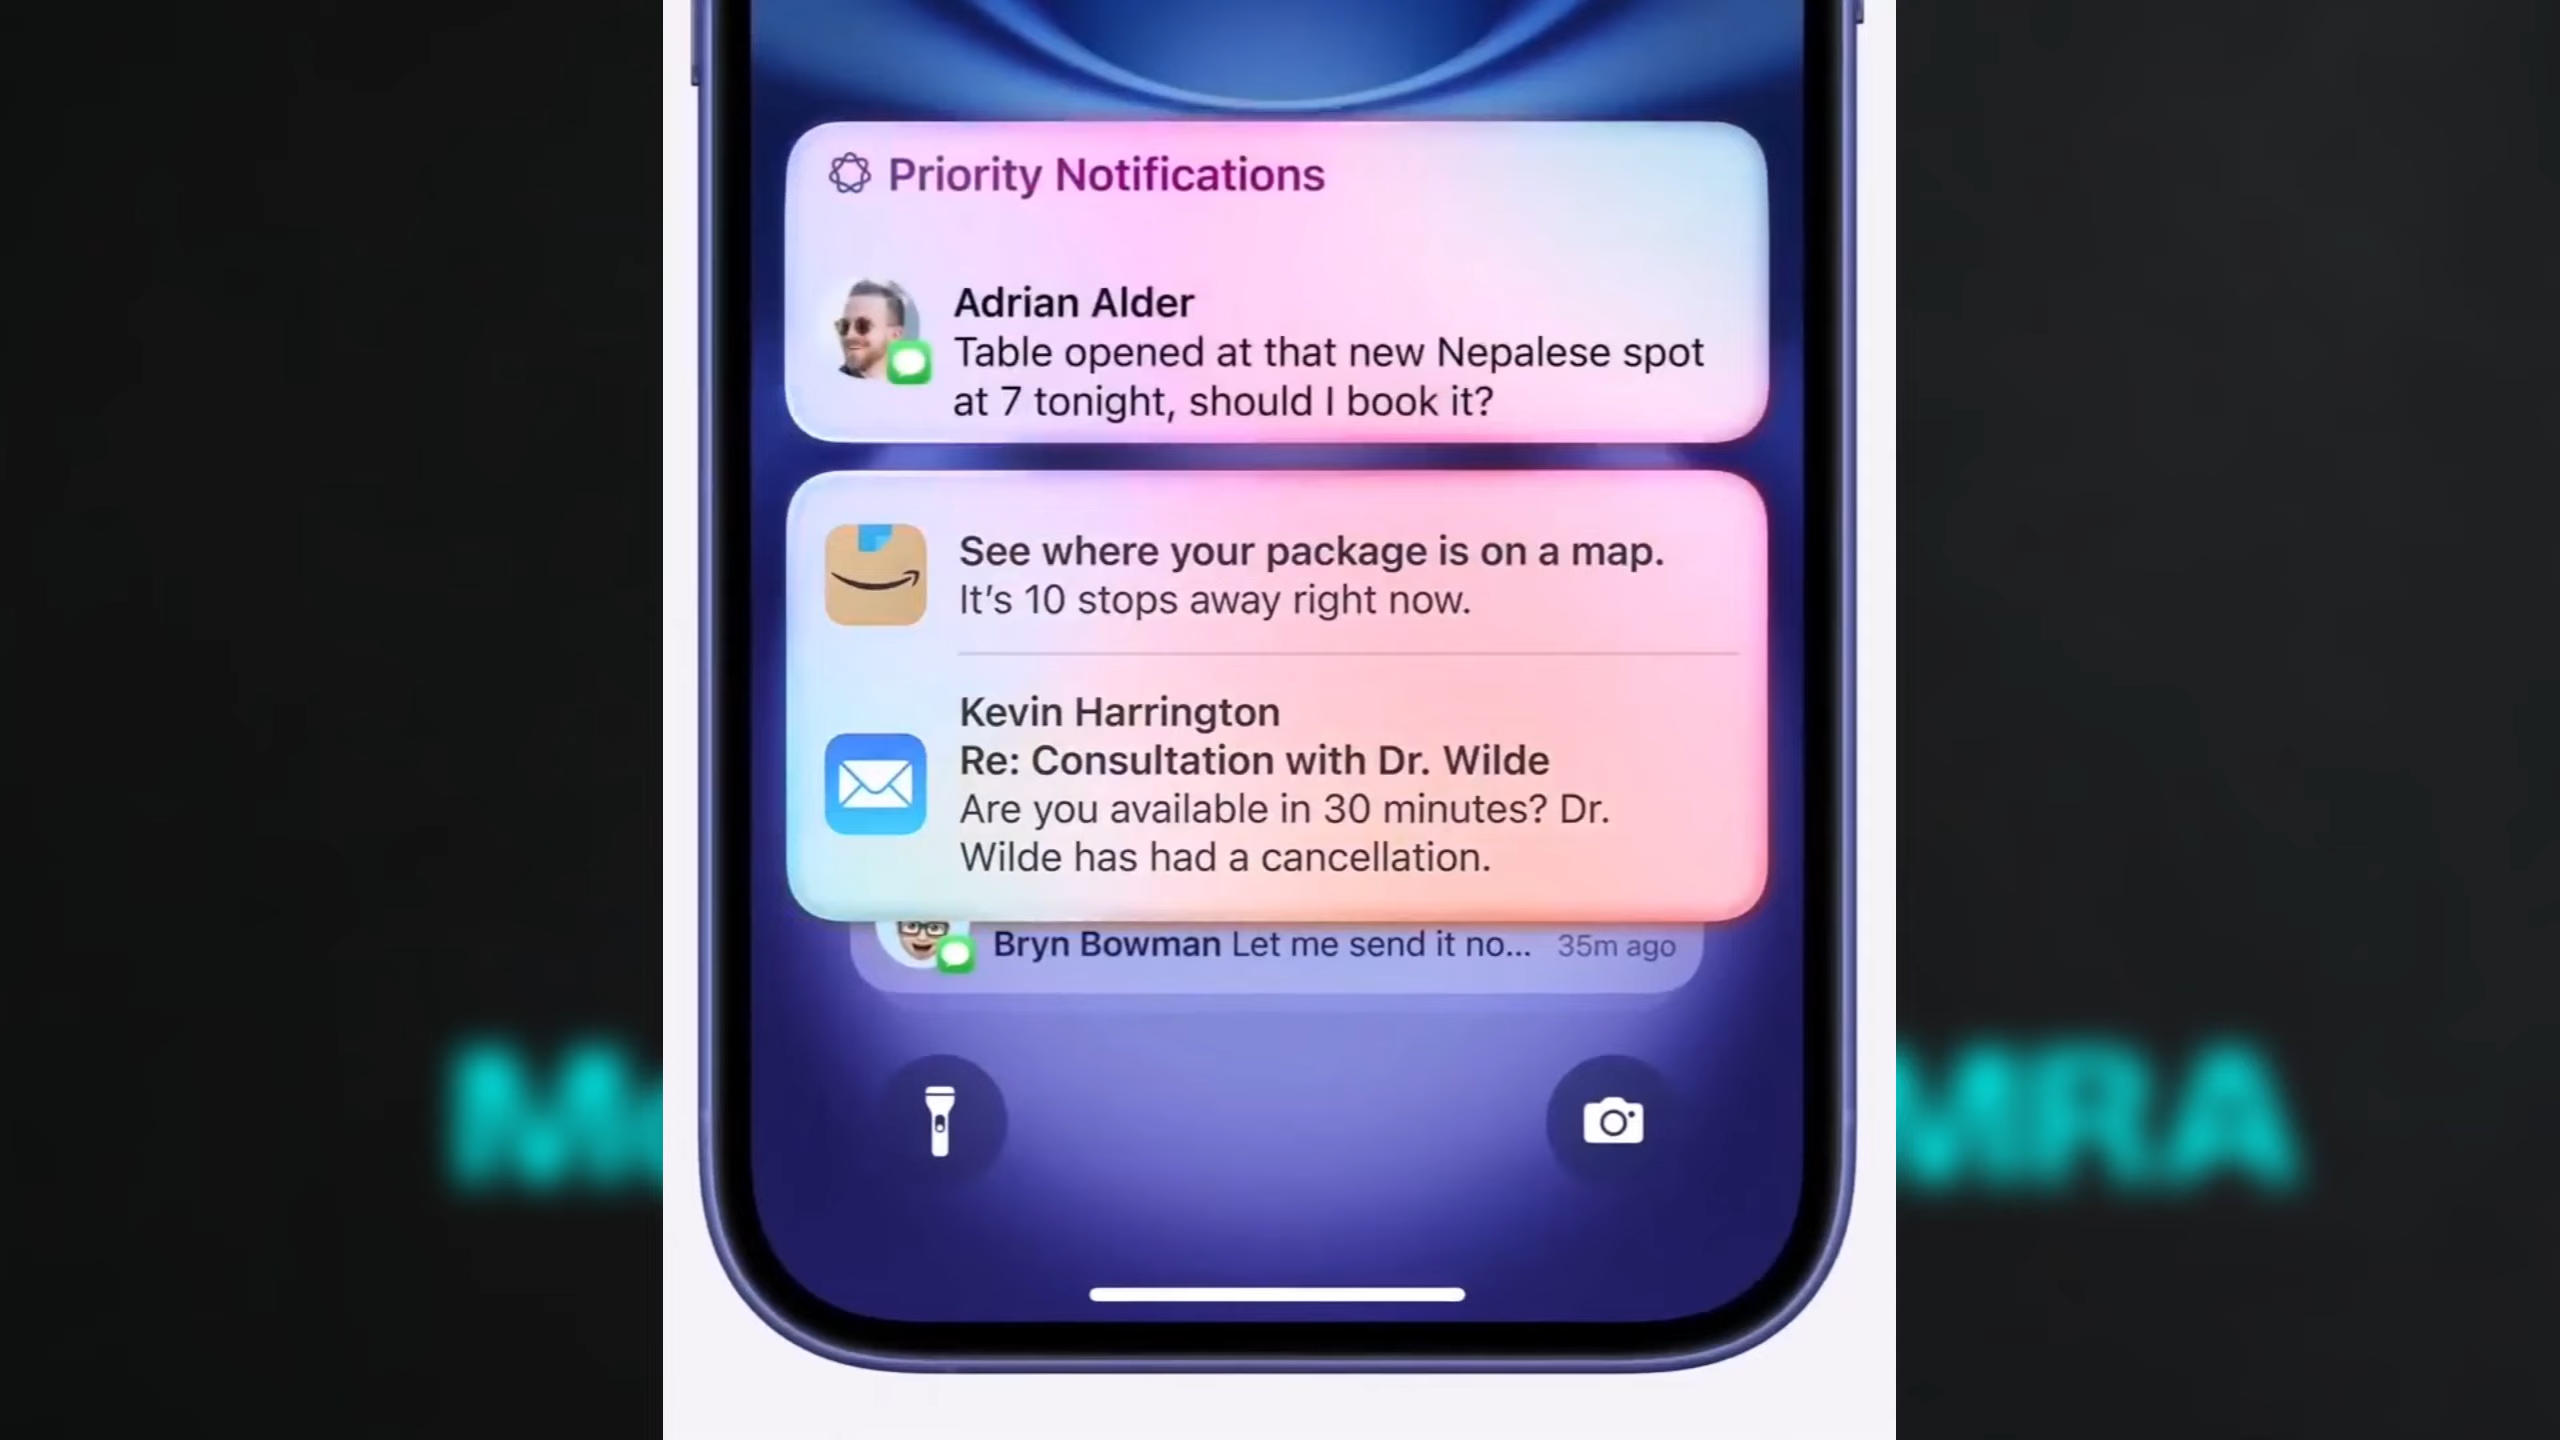 Priority Notifications
Adrian Alder
Table opened at that new Nepalese spot
at 7 tonight, should I book it?
See where your package is on a map.
It's 10 stops away right now.
Kevin Harrington
Re: Consultation with Dr. Wilde
Are you available in 30 minutes? Dr.
Wilde has had a cancellation.
Bryn Bowman Let me send it no... 35m ago